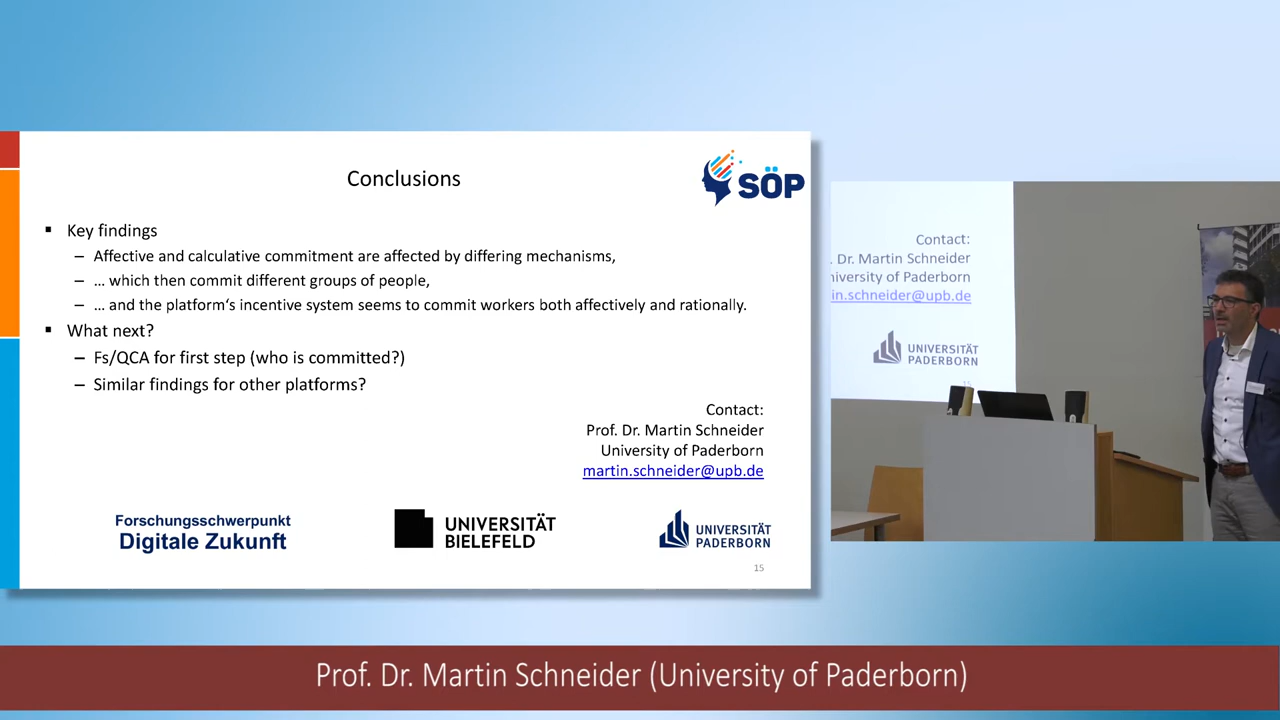 Conclusions
SÖP
▪ Key findings
– Affective and calculative commitment are affected by differing mechanisms,
– … which then commit different groups of people,
– … and the platform‘s incentive system seems to commit workers both affectively and rationally.
▪ What next?
– Fs/QCA for first step (who is committed?)
– Similar findings for other platforms?
Contact:
Prof. Dr. Martin Schneider
University of Paderborn
martin.schneider@upb.de
Forschungsschwerpunkt
Digitale Zukunft
UNIVERSITÄT
BIELEFELD
UNIVERSITÄT
PADERBORN
15
Contact:
. Dr. Martin Schneider
niversity of Paderborn
in.schneider@upb.de
UNIVERSITÄT
PADERBORN
15
Prof. Dr. Martin Schneider (University of Paderborn)